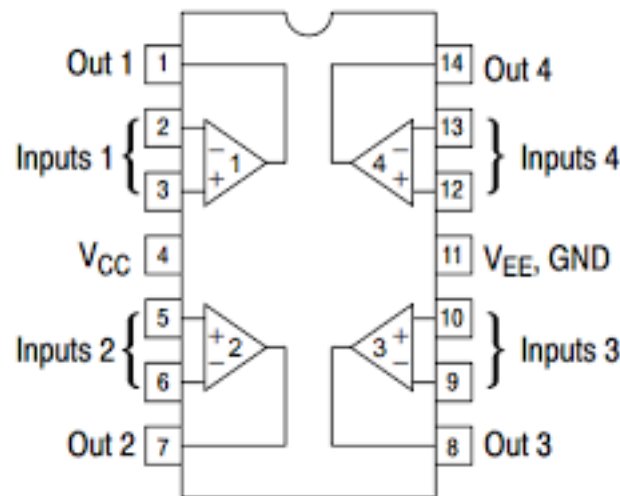 Out 1 1 14 Out 4
2 13
Inputs 1 { − 1 4 − } Inputs 4
3 + + 12
VCC 4 11 VEE, GND
5 + + 10
Inputs 2 { 2 3 } Inputs 3
6 − − 9
Out 2 7 8 Out 3